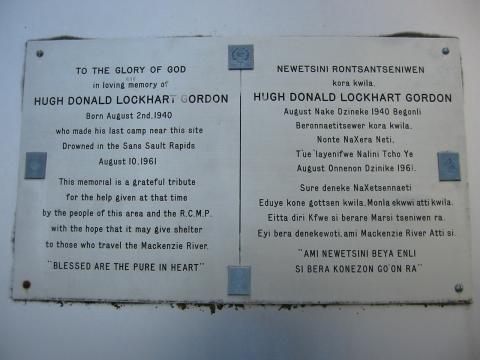 TO THE GLORY OF GOD
in loving memory of
HUGH DONALD LOCKHART GORDON
Born August 2nd, 1940
who made his last camp near this site
Drowned in the Sans Sault Rapids
August 10, 1961
This memorial is a grateful tribute
for the help given at that time
by the people of this area and the R.C.M.P.
with the hope that it may give shelter
to those who travel the Mackenzie River.
"BLESSED ARE THE PURE IN HEART"
NEWETSINI RONTSANTSENIWEN
kora kwila.
HUGH DONALD LOCKHART GORDON
August Nake Dzineke 1940 Begonli
Beronnaetitsewer kora kwila.
Nonte NaXera Neti,
T'ue'layenifwe Nalini Tcho Ye
August Onnenon Dzinike 1961.
Sure deneke NaXetsennaeti
Eduye kone gottsen kwila, Monla ekwwi atti kwila.
Eitta diri Kfwe si berare Marsi tseniwen ra.
Eyi bera denekewoti, ami Mackenzie River Atti si.
"AMI NEWETSINI BEYA ENLI
SI BERA KONEZON GO'ON RA"